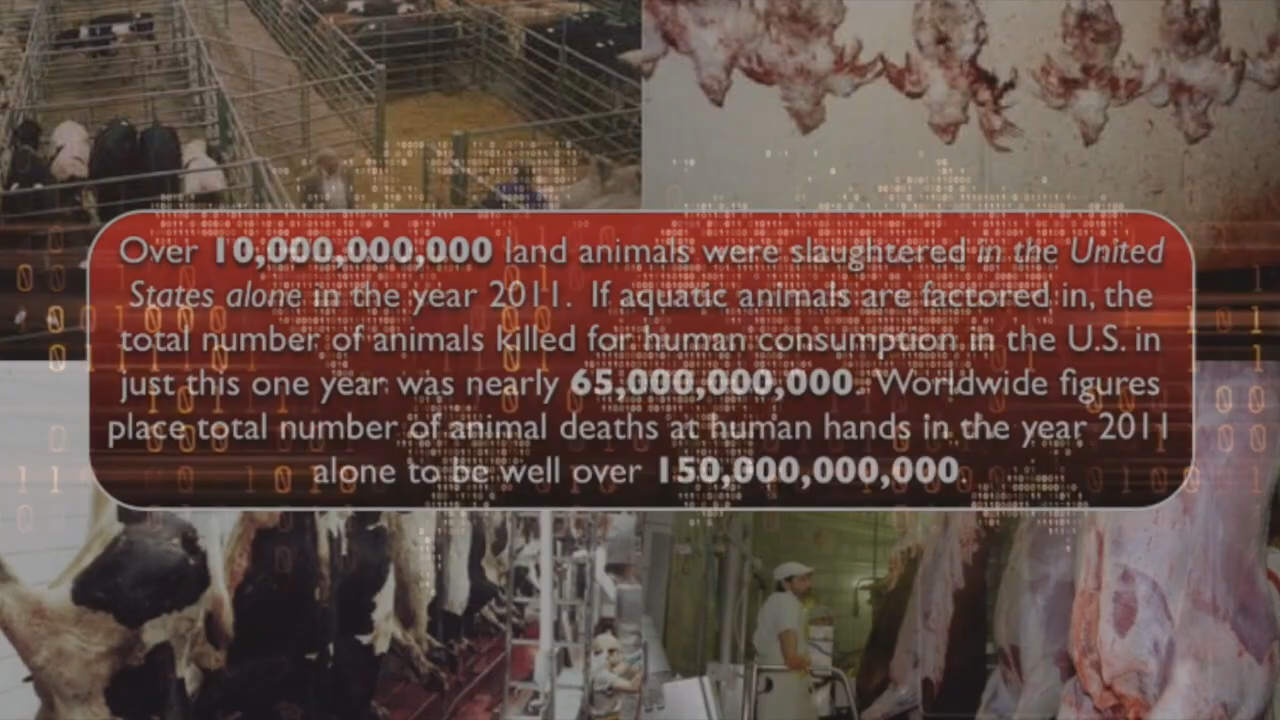 Over 10,000,000,000 land animals were slaughtered in the United
States alone in the year 2011. If aquatic animals are factored in, the
total number of animals killed for human consumption in the U.S. in
just this one year was nearly 65,000,000,000. Worldwide figures
place total number of animal deaths at human hands in the year 2011
alone to be well over 150,000,000,000.